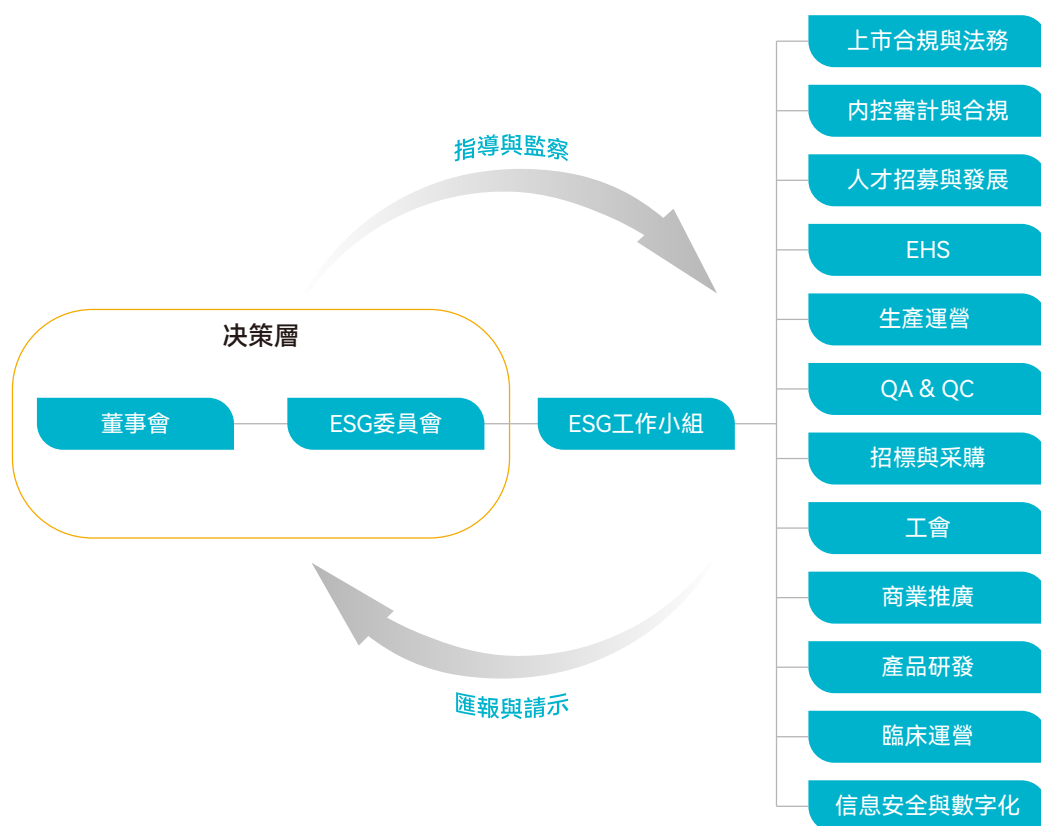 指導與監察
决策層
董事會
ESG委員會
ESG工作小組
匯報與請示
上市合規與法務
内控審計與合規
人才招募與發展
EHS
生產運營
QA & QC
招標與采購
工會
商業推廣
產品研發
臨床運營
信息安全與數字化